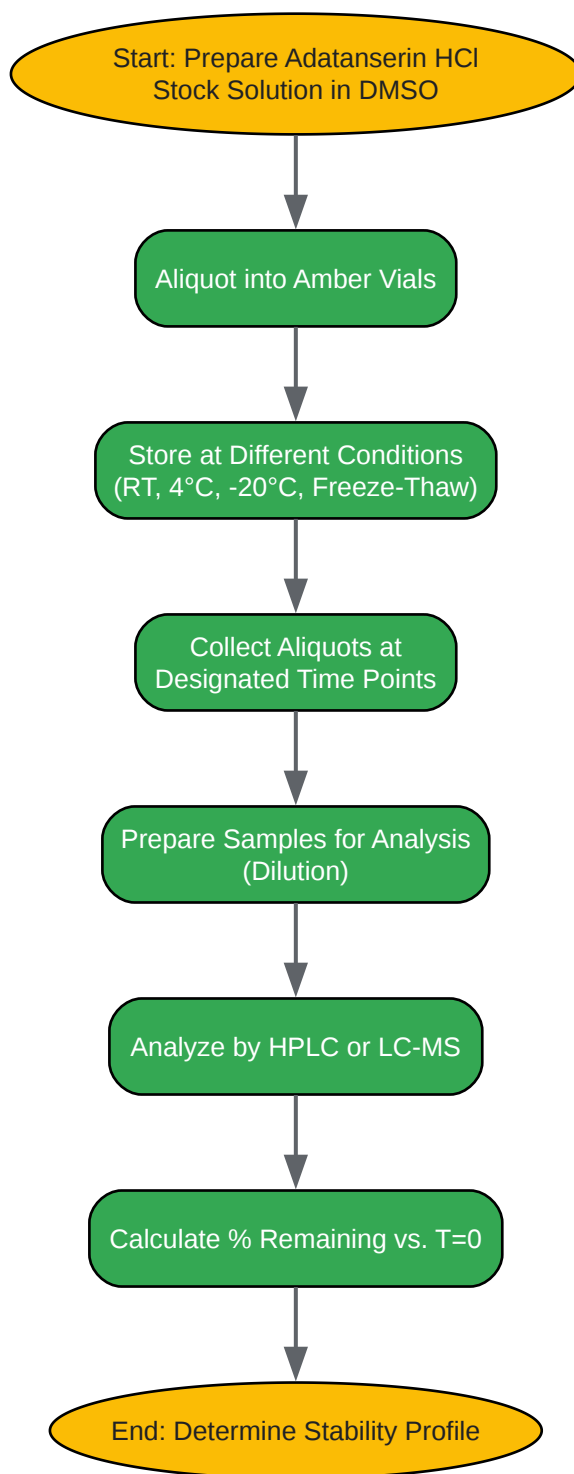 Start: Prepare Adatanserin HCl
Stock Solution in DMSO
Aliquot into Amber Vials
Store at Different Conditions
(RT, 4°C, -20°C, Freeze-Thaw)
Collect Aliquots at
Designated Time Points
Prepare Samples for Analysis
(Dilution)
Analyze by HPLC or LC-MS
Calculate % Remaining vs. T=0
End: Determine Stability Profile